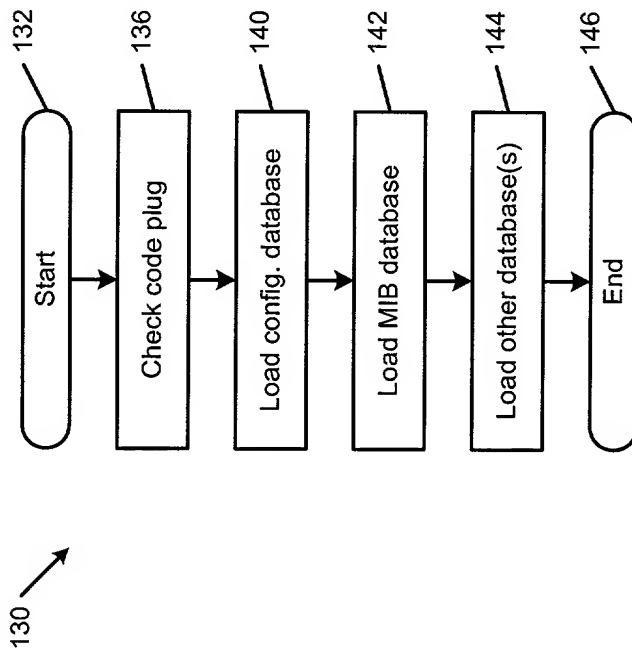 130
Start
132
Check code plug
136
Load config. database
140
Load MIB database
142
Load other database(s)
144
End
146